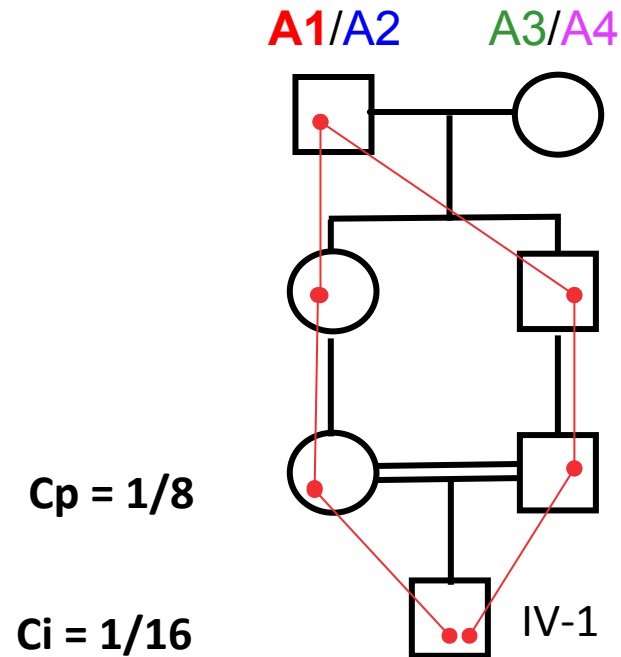 A1/A2
A3/A4
Cp = 1/8
Ci = 1/16
IV-1